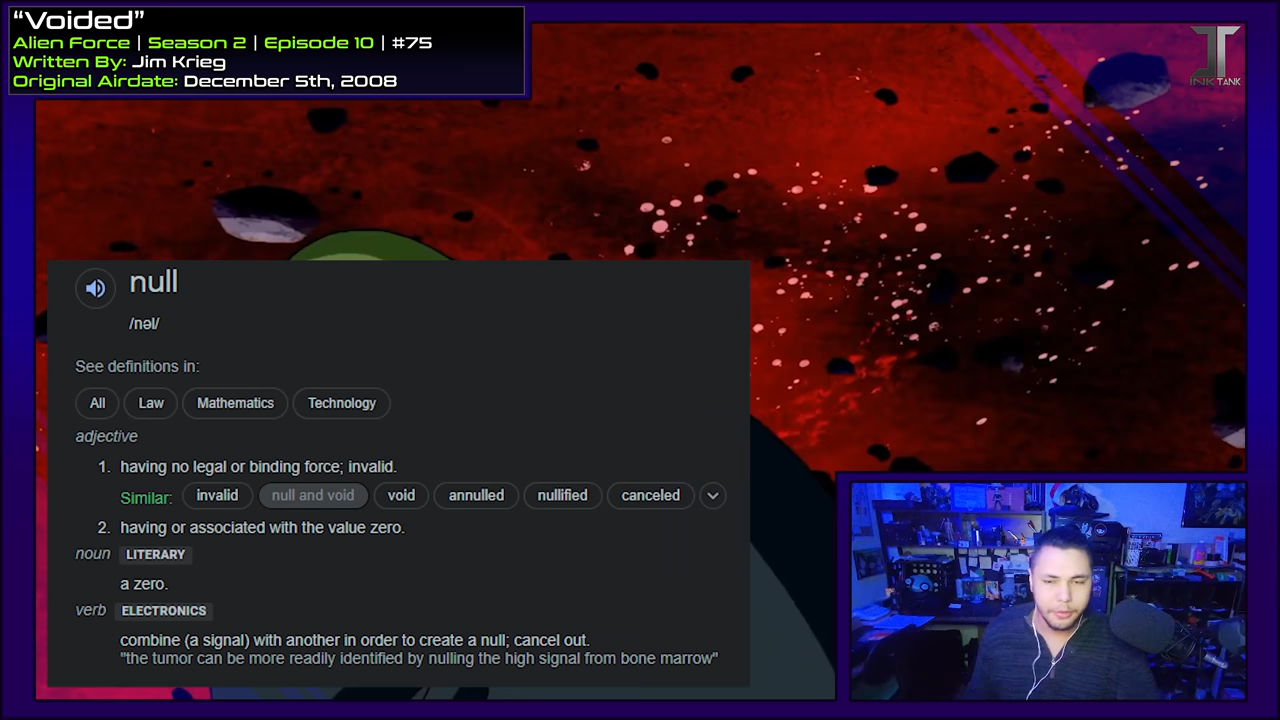 “Voided”
Alien Force | Season 2 | Episode 10 | #75
Written By: Jim Krieg
Original Airdate: December 5th, 2008
INK TANK
null
/nəl/
See definitions in:
All Law Mathematics Technology
adjective
1. having no legal or binding force; invalid.
Similar: invalid null and void void annulled nullified canceled
2. having or associated with the value zero.
noun LITERARY
a zero.
verb ELECTRONICS
combine (a signal) with another in order to create a null; cancel out.
"the tumor can be more readily identified by nulling the high signal from bone marrow"